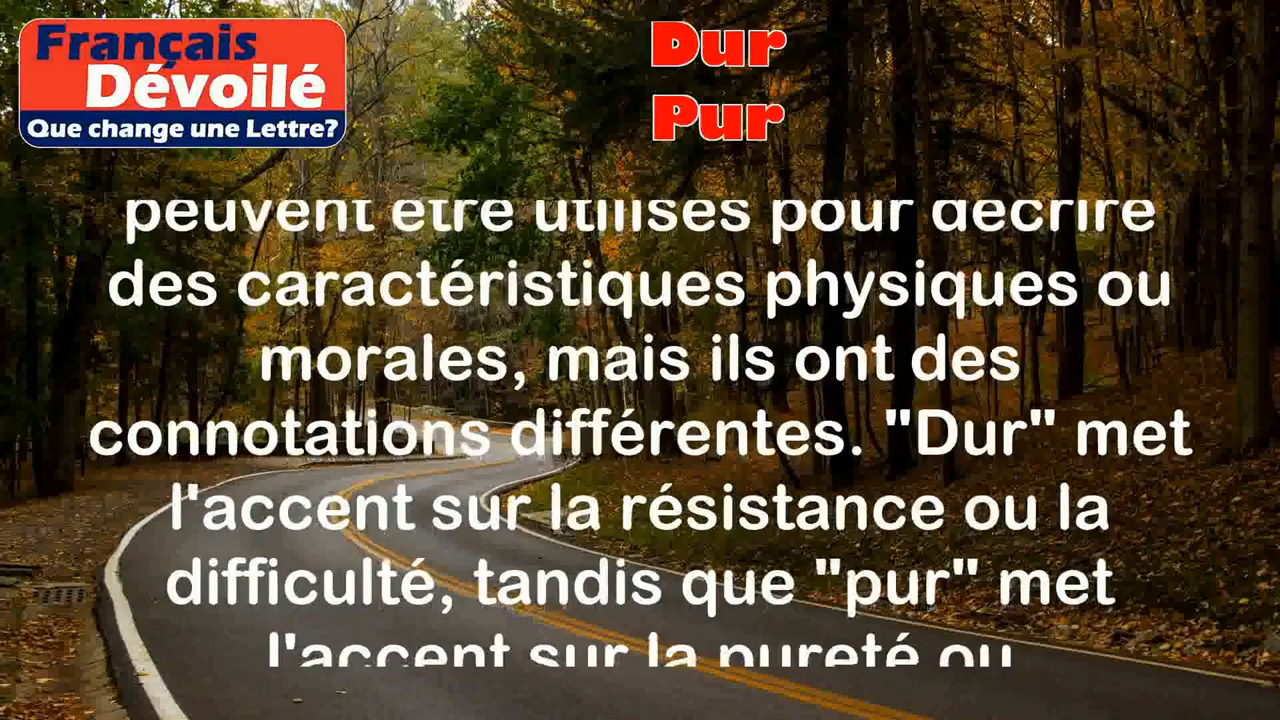 Français
Dévoilé
Que change une Lettre?
Dur
Pur
peuvent être utilisés pour décrire
des caractéristiques physiques ou
morales, mais ils ont des
connotations différentes. "Dur" met
l'accent sur la résistance ou la
difficulté, tandis que "pur" met
l'accent sur la pureté ou